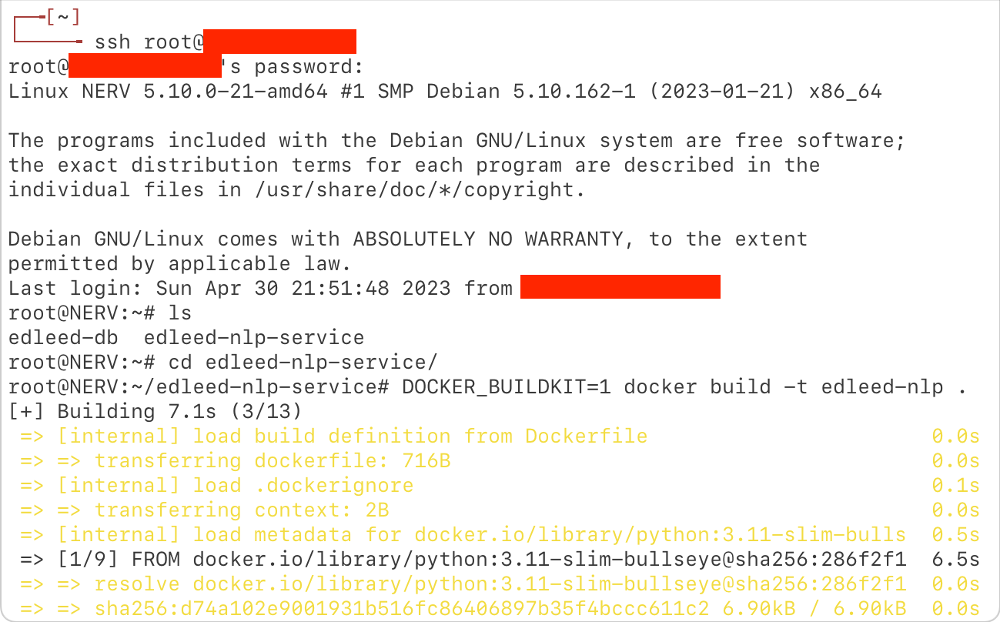 [~]
ssh root@
root@'s password:
Linux NERV 5.10.0-21-amd64 #1 SMP Debian 5.10.162-1 (2023-01-21) x86_64
The programs included with the Debian GNU/Linux system are free software;
the exact distribution terms for each program are described in the
individual files in /usr/share/doc/*/copyright.
Debian GNU/Linux comes with ABSOLUTELY NO WARRANTY, to the extent
permitted by applicable law.
Last login: Sun Apr 30 21:51:48 2023 from
root@NERV:~# ls
edleed-db  edleed-nlp-service
root@NERV:~# cd edleed-nlp-service/
root@NERV:~/edleed-nlp-service# DOCKER_BUILDKIT=1 docker build -t edleed-nlp .
[+] Building 7.1s (3/13)
=> [internal] load build definition from Dockerfile 0.0s
=> => transferring dockerfile: 716B 0.0s
=> [internal] load .dockerignore 0.1s
=> => transferring context: 2B 0.0s
=> [internal] load metadata for docker.io/library/python:3.11-slim-bulls 0.5s
=> [1/9] FROM docker.io/library/python:3.11-slim-bullseye@sha256:286f2f1 6.5s
=> => resolve docker.io/library/python:3.11-slim-bullseye@sha256:286f2f1 0.0s
=> => sha256:d74a102e9001931b516fc86406897b35f4bccc611c2 6.90kB / 6.90kB 0.0s